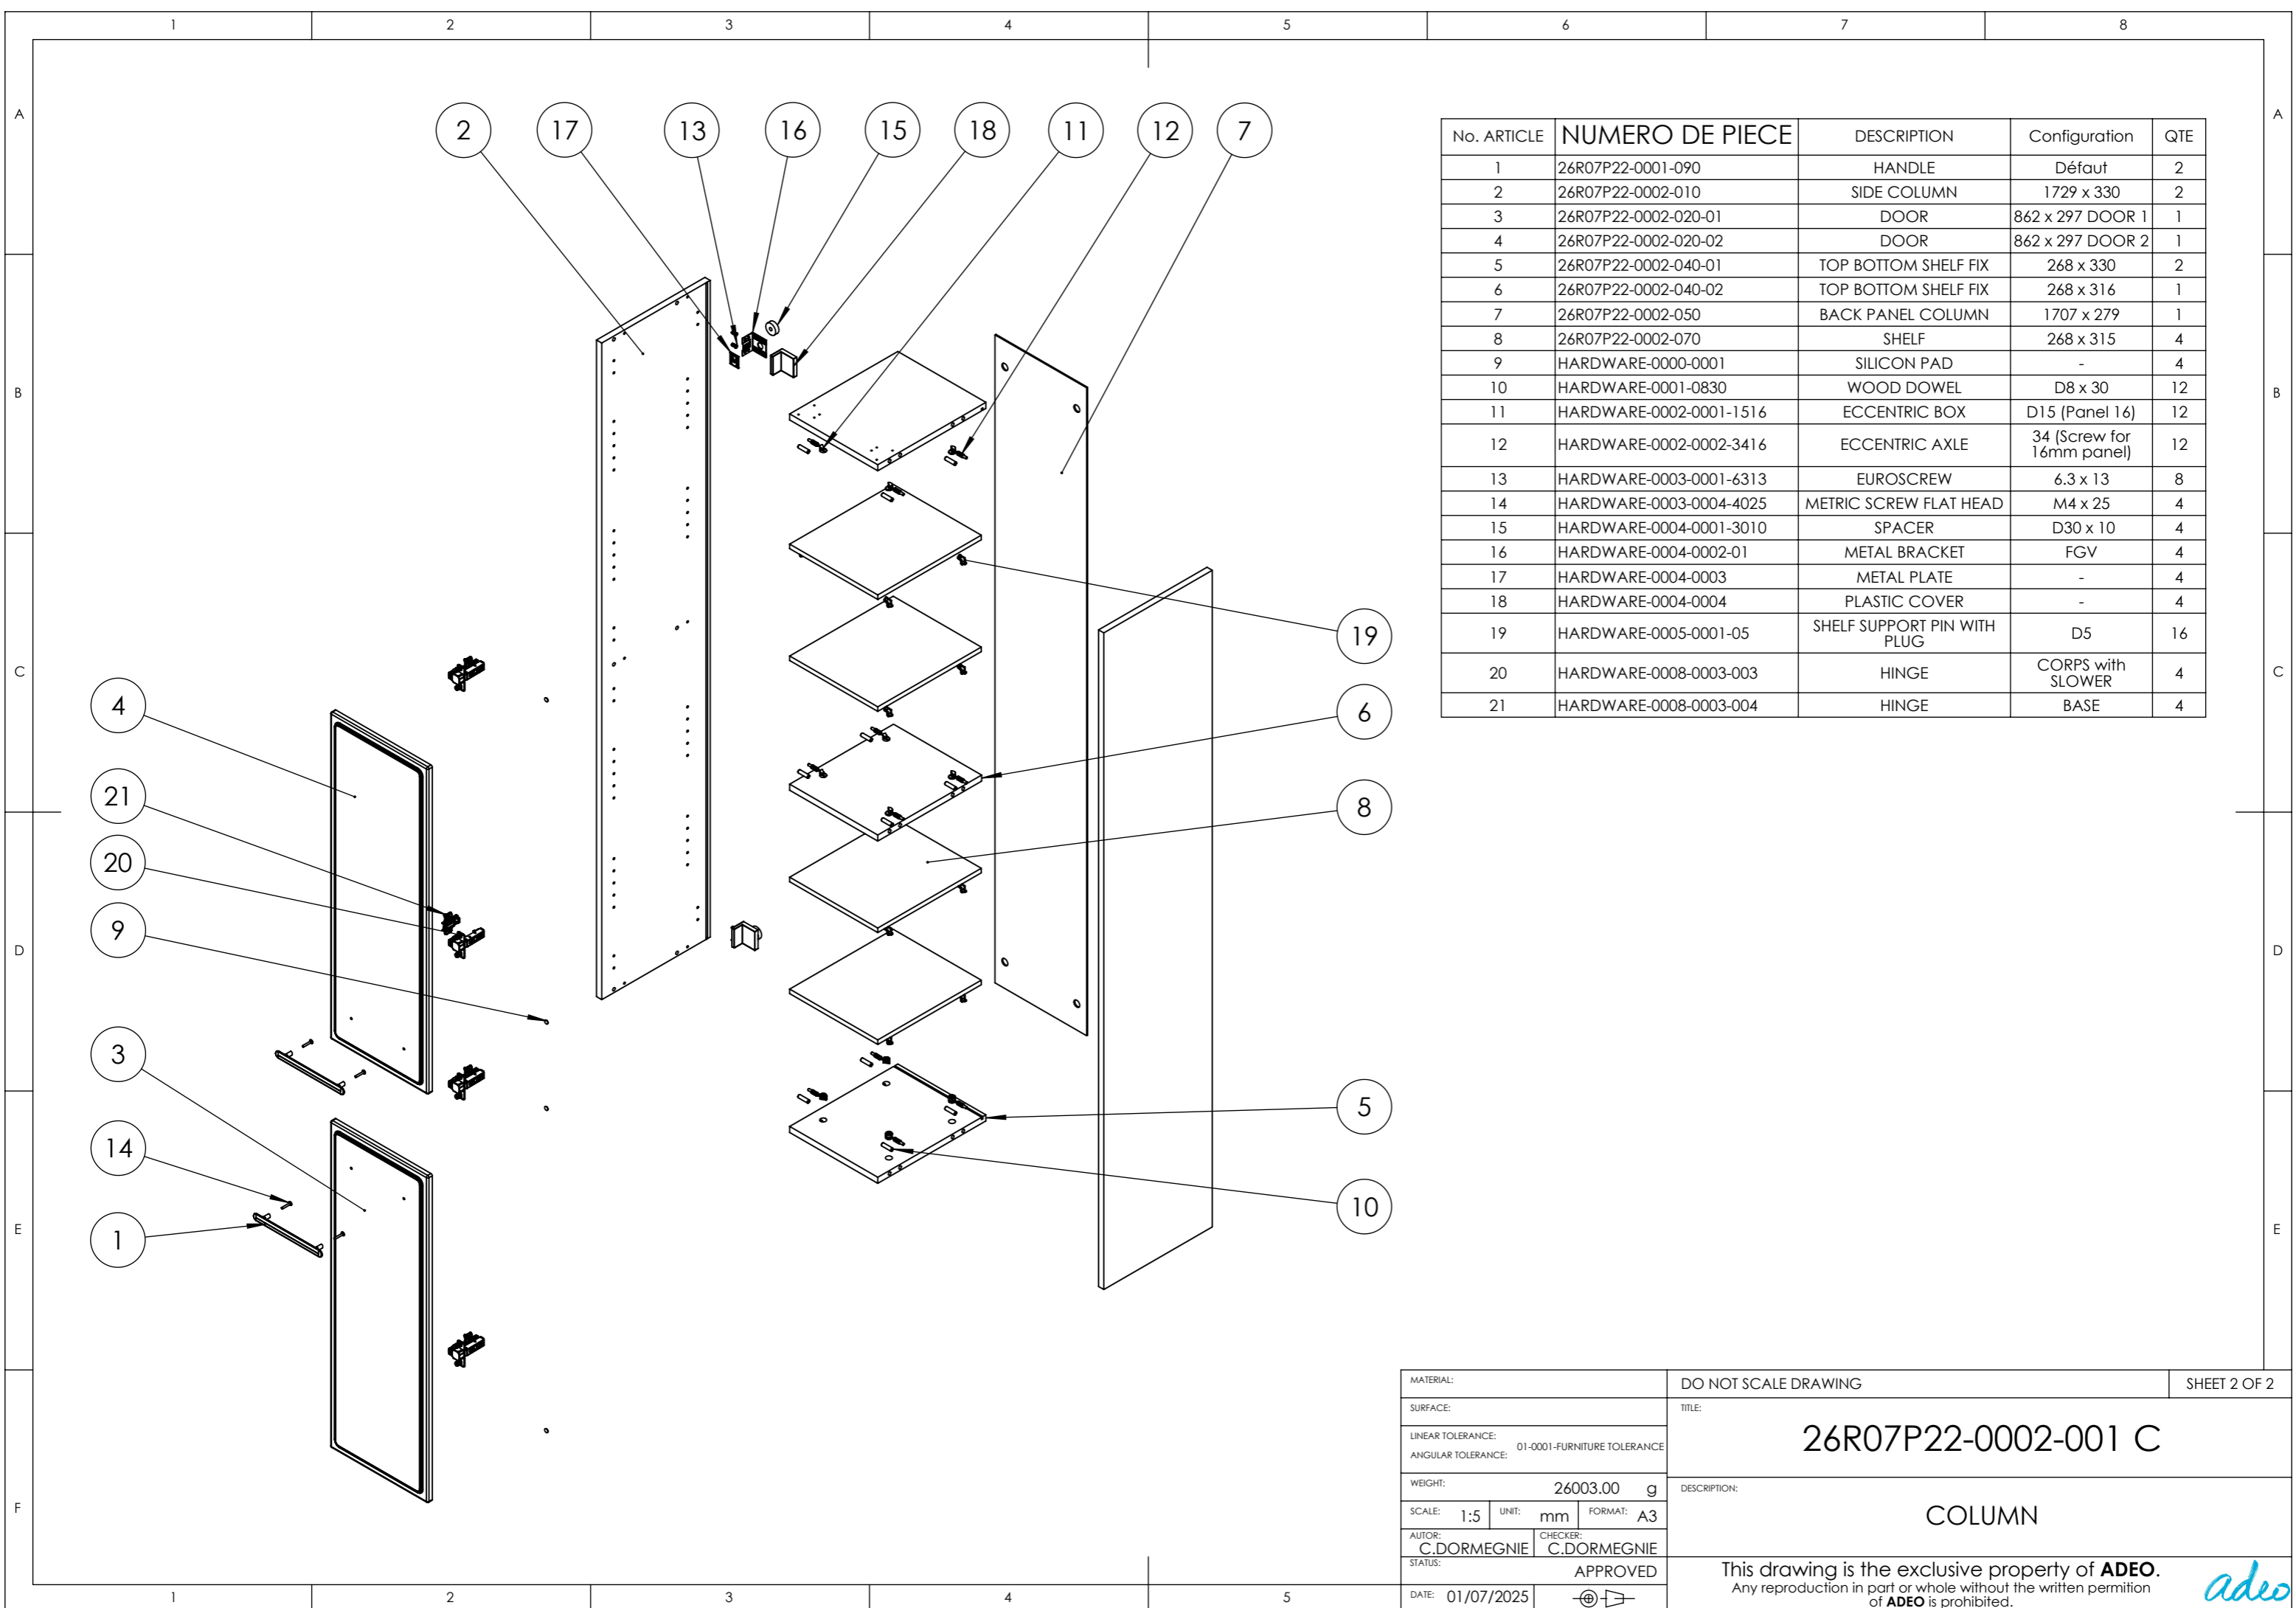 1 2 3 4 5 6 7 8
A A
B B
C C
D D
E E
F
2 17 13 16 15 18 11 12 7
19
6
8
5
10
4
21
20
9
3
14
1
No. ARTICLE NUMERO DE PIECE DESCRIPTION Configuration QTE
1 26R07P22-0001-090 HANDLE Défaut 2
2 26R07P22-0002-010 SIDE COLUMN 1729 x 330 2
3 26R07P22-0002-020-01 DOOR 862 x 297 DOOR 1 1
4 26R07P22-0002-020-02 DOOR 862 x 297 DOOR 2 1
5 26R07P22-0002-040-01 TOP BOTTOM SHELF FIX 268 x 330 2
6 26R07P22-0002-040-02 TOP BOTTOM SHELF FIX 268 x 316 1
7 26R07P22-0002-050 BACK PANEL COLUMN 1707 x 279 1
8 26R07P22-0002-070 SHELF 268 x 315 4
9 HARDWARE-0000-0001 SILICON PAD - 4
10 HARDWARE-0001-0830 WOOD DOWEL D8 x 30 12
11 HARDWARE-0002-0001-1516 ECCENTRIC BOX D15 (Panel 16) 12
12 HARDWARE-0002-0002-3416 ECCENTRIC AXLE 34 (Screw for 16mm panel) 12
13 HARDWARE-0003-0001-6313 EUROSCREW 6.3 x 13 8
14 HARDWARE-0003-0004-4025 METRIC SCREW FLAT HEAD M4 x 25 4
15 HARDWARE-0004-0001-3010 SPACER D30 x 10 4
16 HARDWARE-0004-0002-01 METAL BRACKET FGV 4
17 HARDWARE-0004-0003 METAL PLATE - 4
18 HARDWARE-0004-0004 PLASTIC COVER - 4
19 HARDWARE-0005-0001-05 SHELF SUPPORT PIN WITH PLUG D5 16
20 HARDWARE-0008-0003-003 HINGE CORPS with SLOWER 4
21 HARDWARE-0008-0003-004 HINGE BASE 4
MATERIAL:
SURFACE:
LINEAR TOLERANCE:
ANGULAR TOLERANCE: 01-0001-FURNITURE TOLERANCE
WEIGHT: 26003.00 g
SCALE: 1:5 UNIT: mm FORMAT: A3
AUTOR: C.DORMEGNIE CHECKER: C.DORMEGNIE
STATUS: APPROVED
DATE: 01/07/2025
DO NOT SCALE DRAWING SHEET 2 OF 2
TITLE:
26R07P22-0002-001 C
DESCRIPTION:
COLUMN
This drawing is the exclusive property of ADEO.
Any reproduction in part or whole without the written permition
of ADEO is prohibited.
adeo
1 2 3 4 5